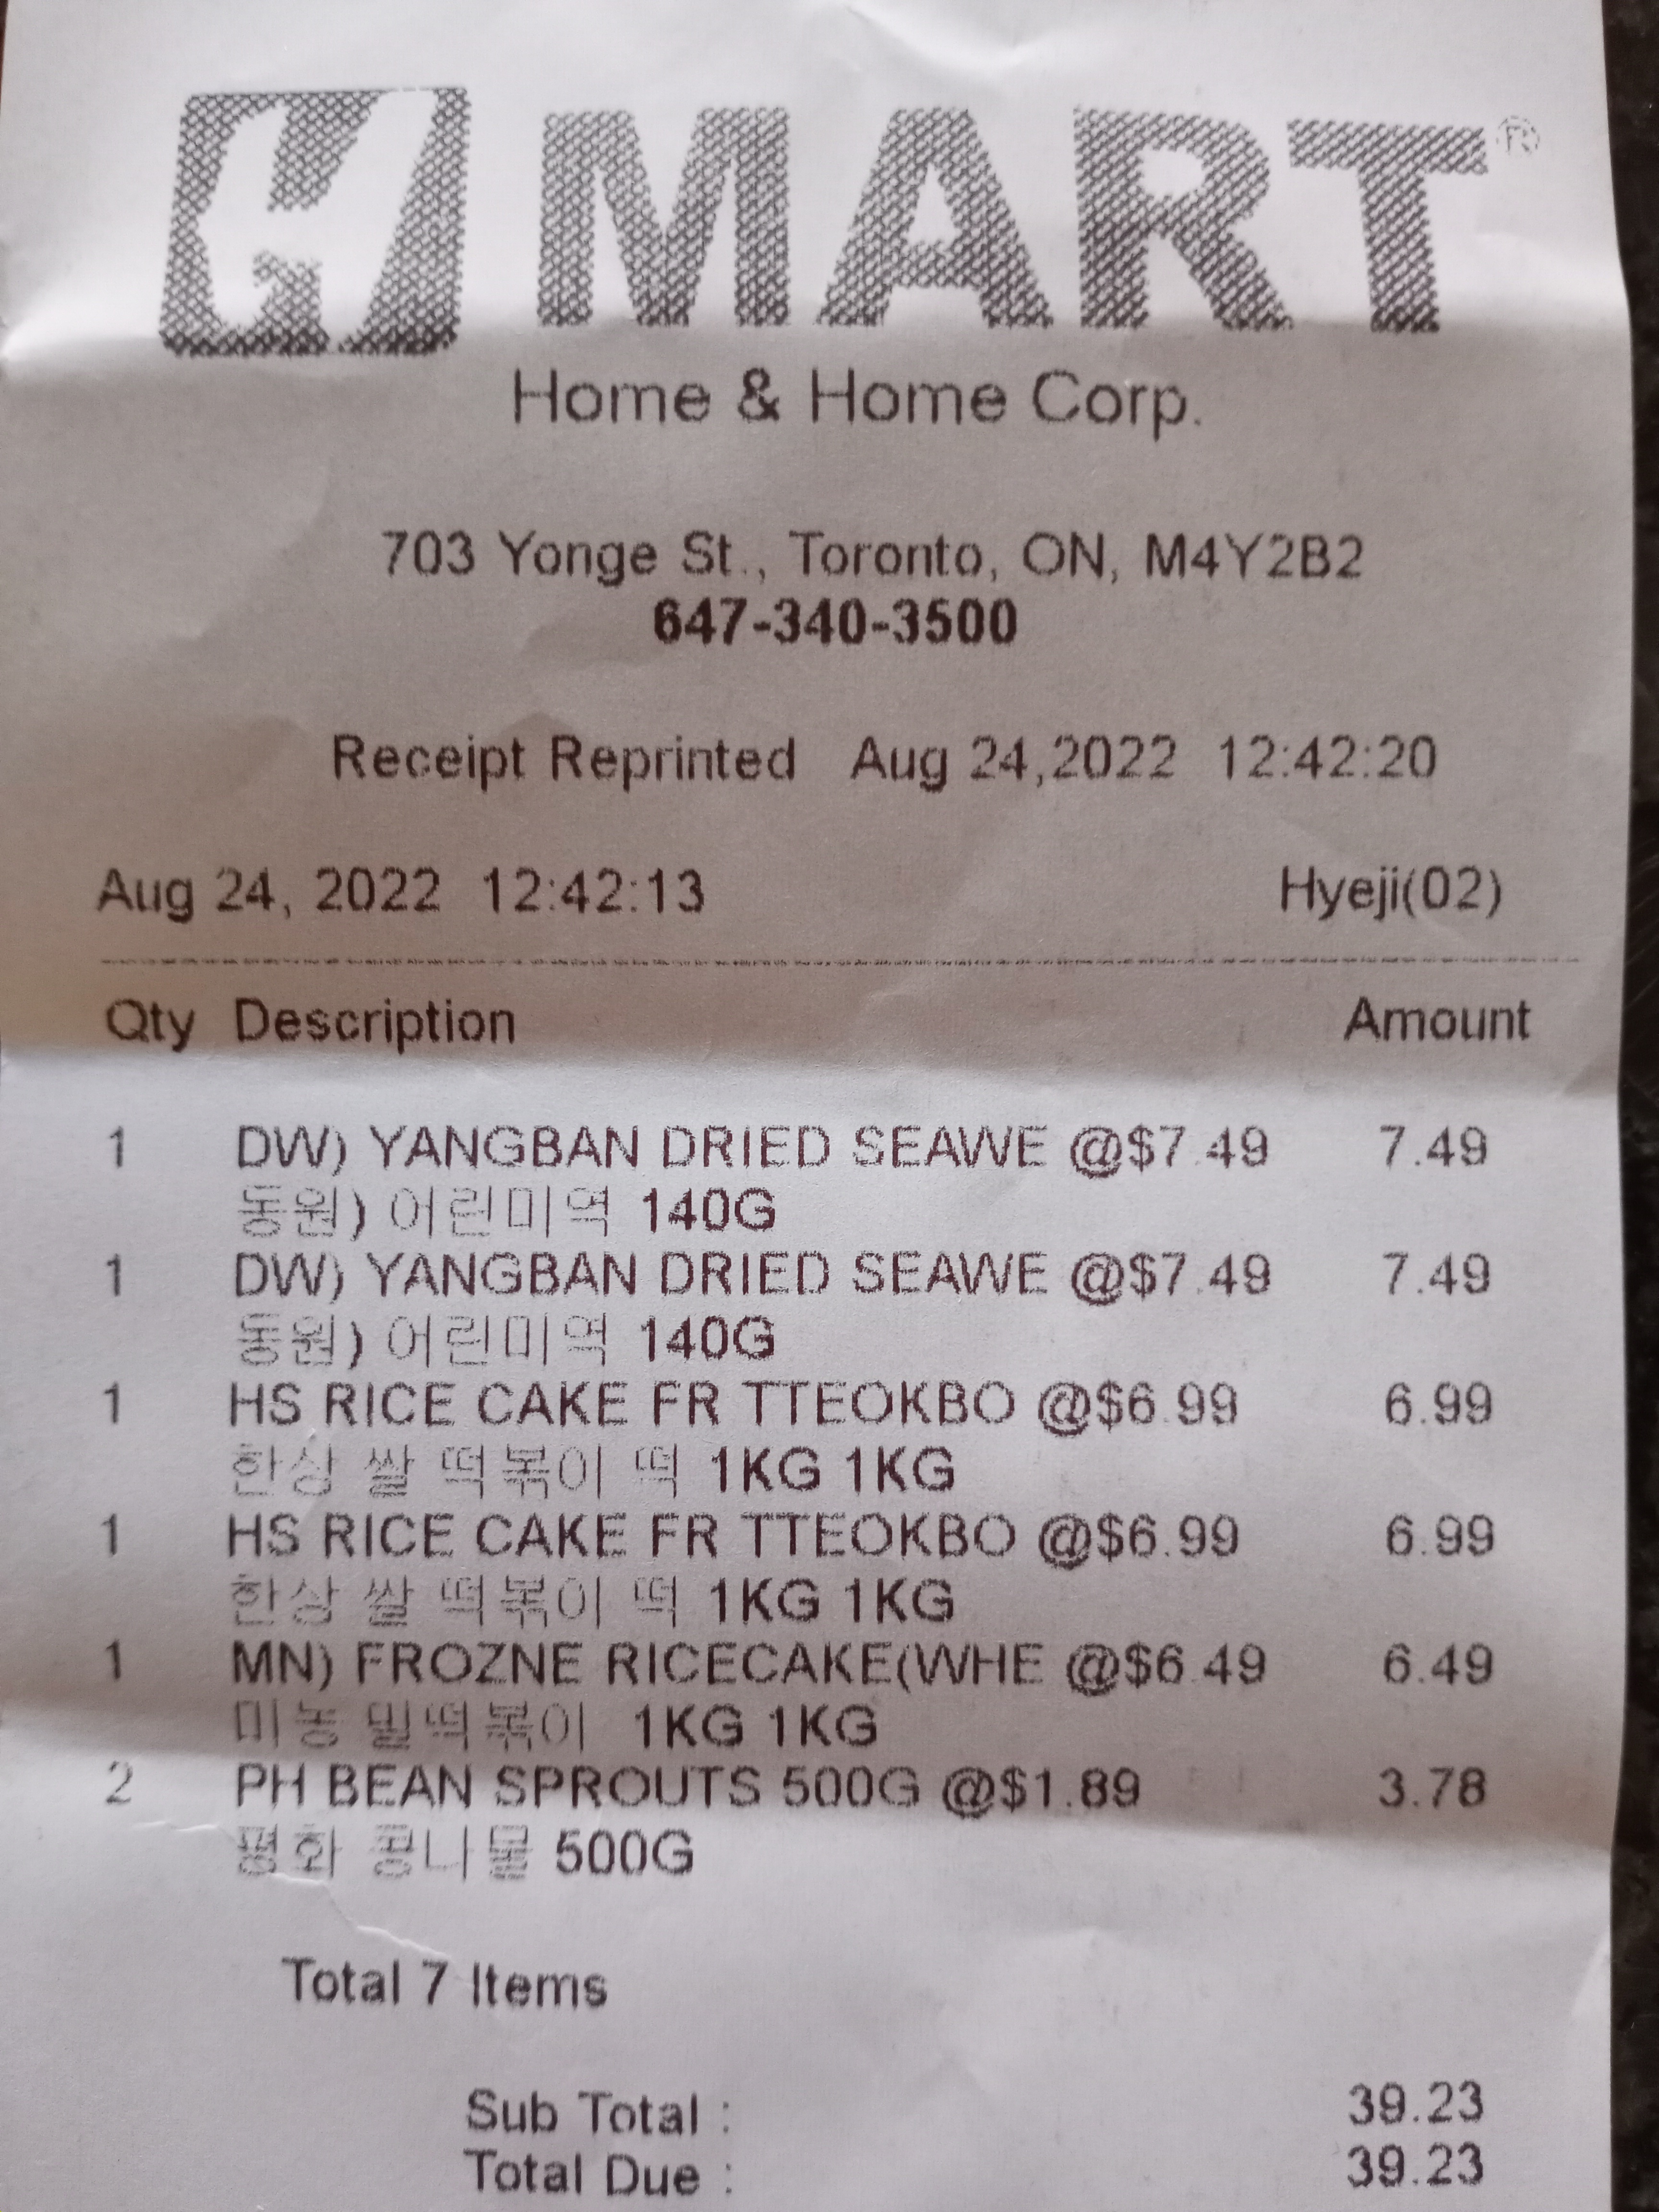 H MART®
Home & Home Corp.
703 Yonge St., Toronto, ON, M4Y2B2
647-340-3500
Receipt Reprinted Aug 24,2022 12:42:20
Aug 24, 2022 12:42:13 Hyeji(02)
Qty Description Amount
1 DW) YANGBAN DRIED SEAWE @$7.49 7.49
동원) 어린미역 140G
1 DW) YANGBAN DRIED SEAWE @$7.49 7.49
동원) 어린미역 140G
1 HS RICE CAKE FR TTEOKBO @$6.99 6.99
한상 쌀 떡볶이 떡 1KG 1KG
1 HS RICE CAKE FR TTEOKBO @$6.99 6.99
한상 쌀 떡볶이 떡 1KG 1KG
1 MN) FROZNE RICECAKE(WHE @$6.49 6.49
미농 밀떡볶이 1KG 1KG
2 PH BEAN SPROUTS 500G @$1.89 3.78
평화 콩나물 500G
Total 7 Items
Sub Total : 39.23
Total Due : 39.23